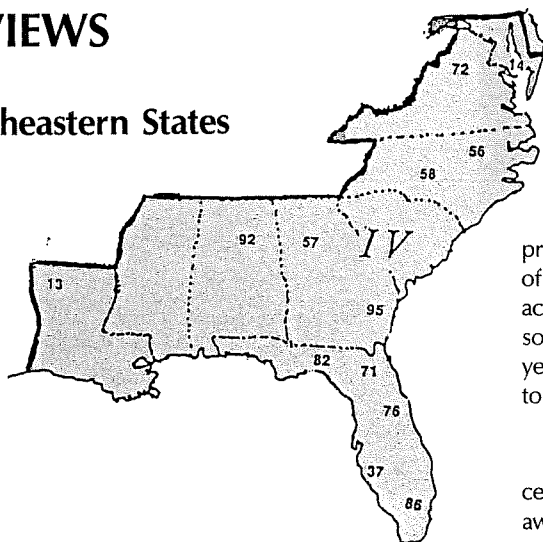 VIEWS
heastern States
72
14
56
58
IV
92
57
13
95
82
71
76
37
86
pr
of
ac
so
ye
to
ce
aw